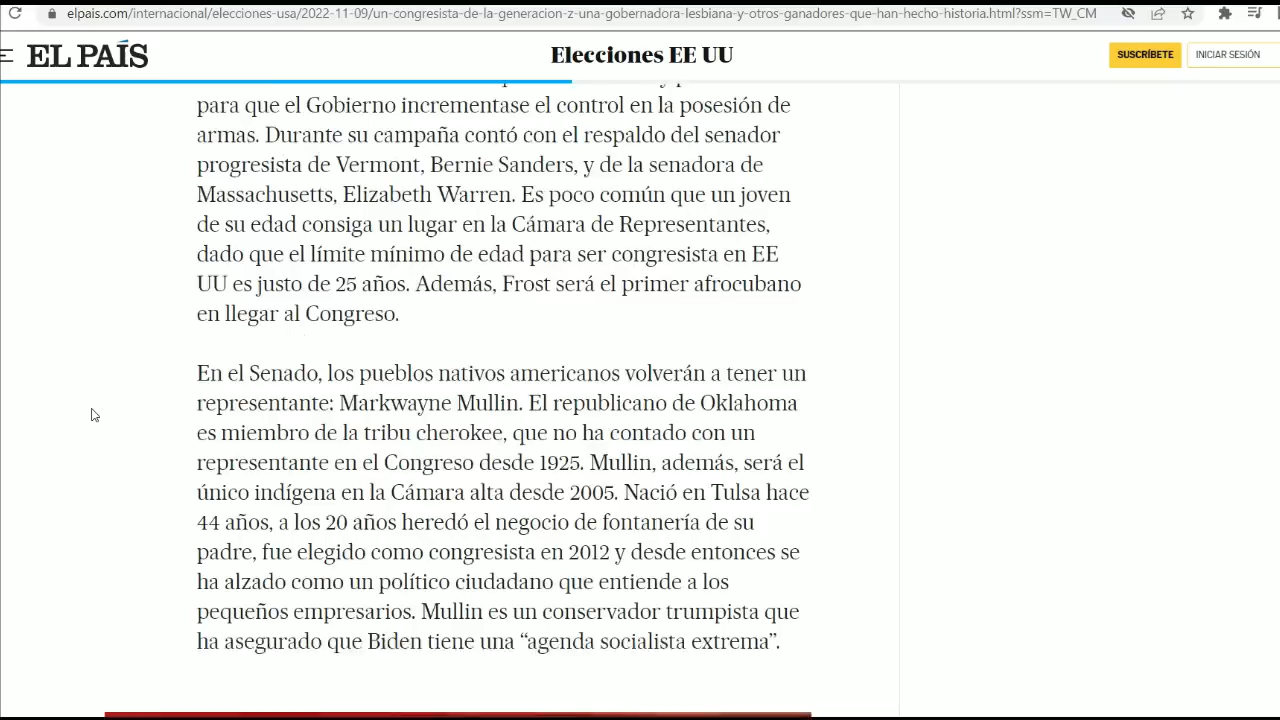 elpais.com/internacional/elecciones-usa/2022-11-09/un-congresista-de-la-generacion-z-una-gobernadora-lesbiana-y-otros-ganadores-que-han-hecho-historia.html?ssm=TW_CM
EL PAÍS
Elecciones EE UU
SUSCRÍBETE
INICIAR SESIÓN
para que el Gobierno incrementase el control en la posesión de
armas. Durante su campaña contó con el respaldo del senador
progresista de Vermont, Bernie Sanders, y de la senadora de
Massachusetts, Elizabeth Warren. Es poco común que un joven
de su edad consiga un lugar en la Cámara de Representantes,
dado que el límite mínimo de edad para ser congresista en EE
UU es justo de 25 años. Además, Frost será el primer afrocubano
en llegar al Congreso.
En el Senado, los pueblos nativos americanos volverán a tener un
representante: Markwayne Mullin. El republicano de Oklahoma
es miembro de la tribu cherokee, que no ha contado con un
representante en el Congreso desde 1925. Mullin, además, será el
único indígena en la Cámara alta desde 2005. Nació en Tulsa hace
44 años, a los 20 años heredó el negocio de fontanería de su
padre, fue elegido como congresista en 2012 y desde entonces se
ha alzado como un político ciudadano que entiende a los
pequeños empresarios. Mullin es un conservador trumpista que
ha asegurado que Biden tiene una “agenda socialista extrema”.